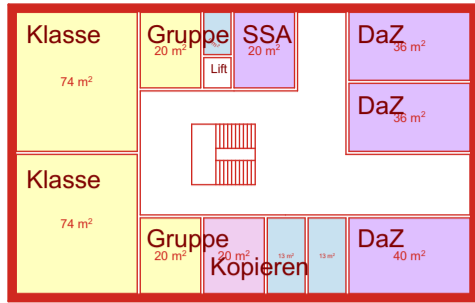 Klasse
74 m²
Gruppe
20 m²
SSA
20 m²
Lift
DaZ
36 m²
DaZ
36 m²
Klasse
74 m²
Gruppe
20 m²
20 m²
Kopieren
13 m²
13 m²
DaZ
40 m²